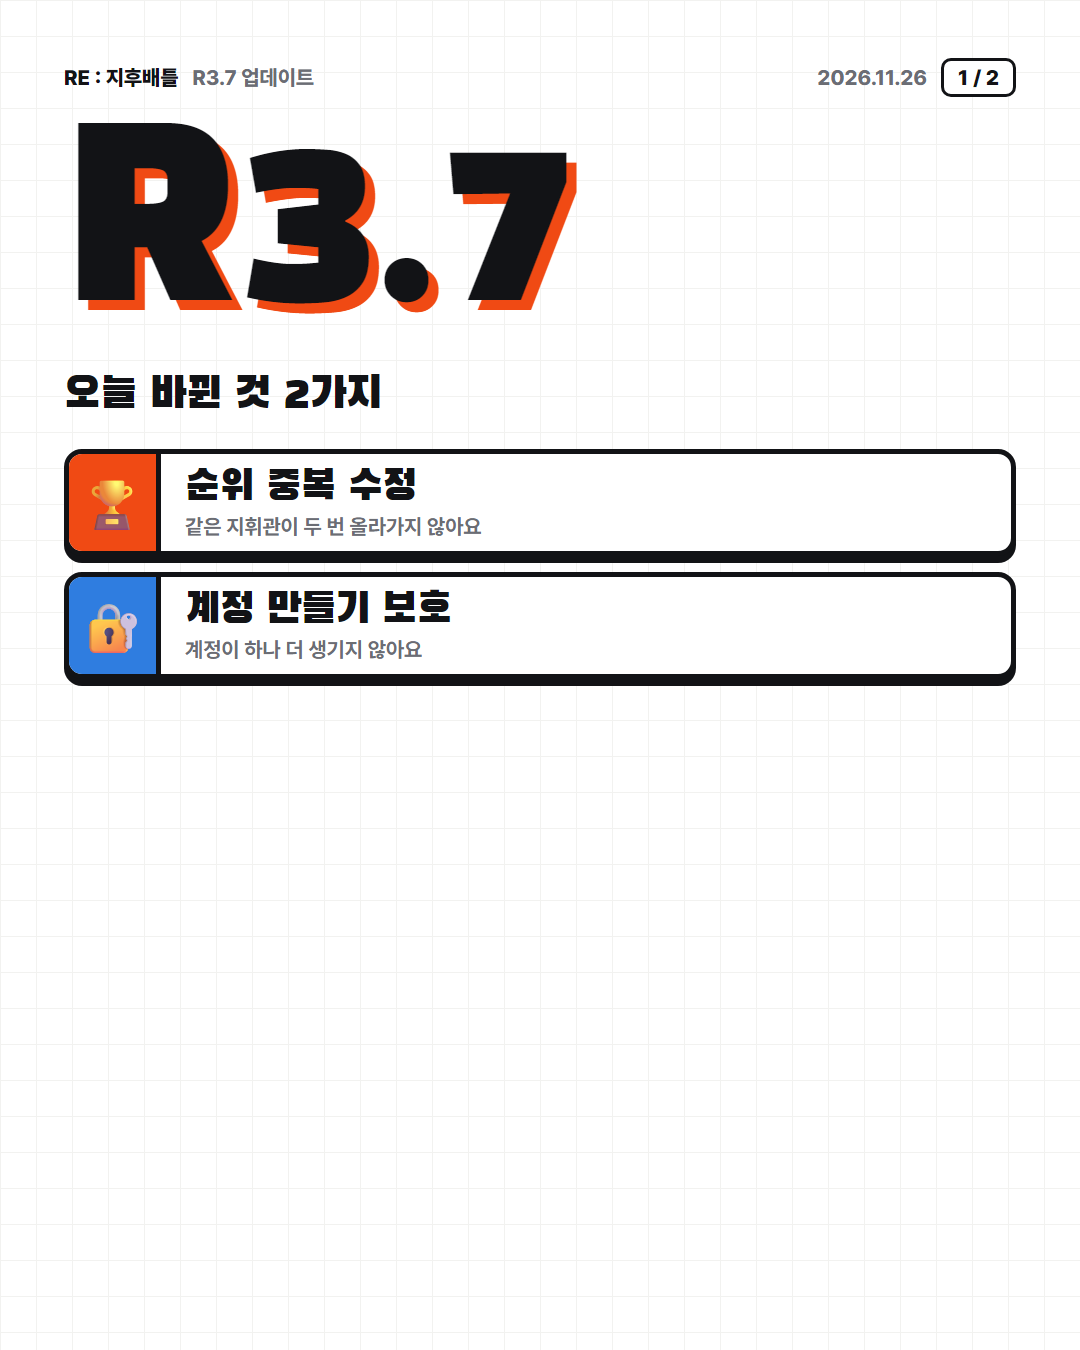 RE : 지후배틀 R3.7 업데이트 2026.11.26 1 / 2
R3.7
오늘 바뀐 것 2가지
순위 중복 수정
같은 지휘관이 두 번 올라가지 않아요
계정 만들기 보호
계정이 하나 더 생기지 않아요